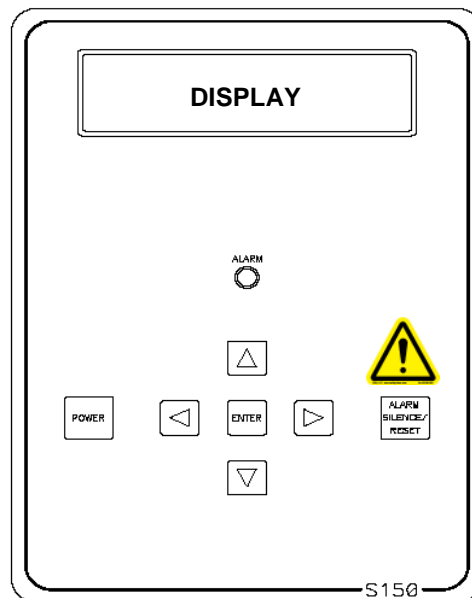 DISPLAY
ALARM
POWER
ENTER
ALARM
SILENCE/
RESET
S150